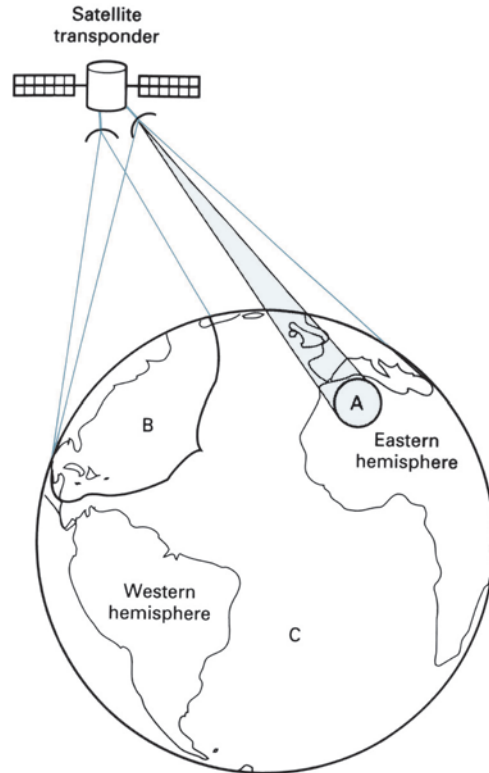 Satellite
transponder
A
B
Eastern
hemisphere
Western
hemisphere
C